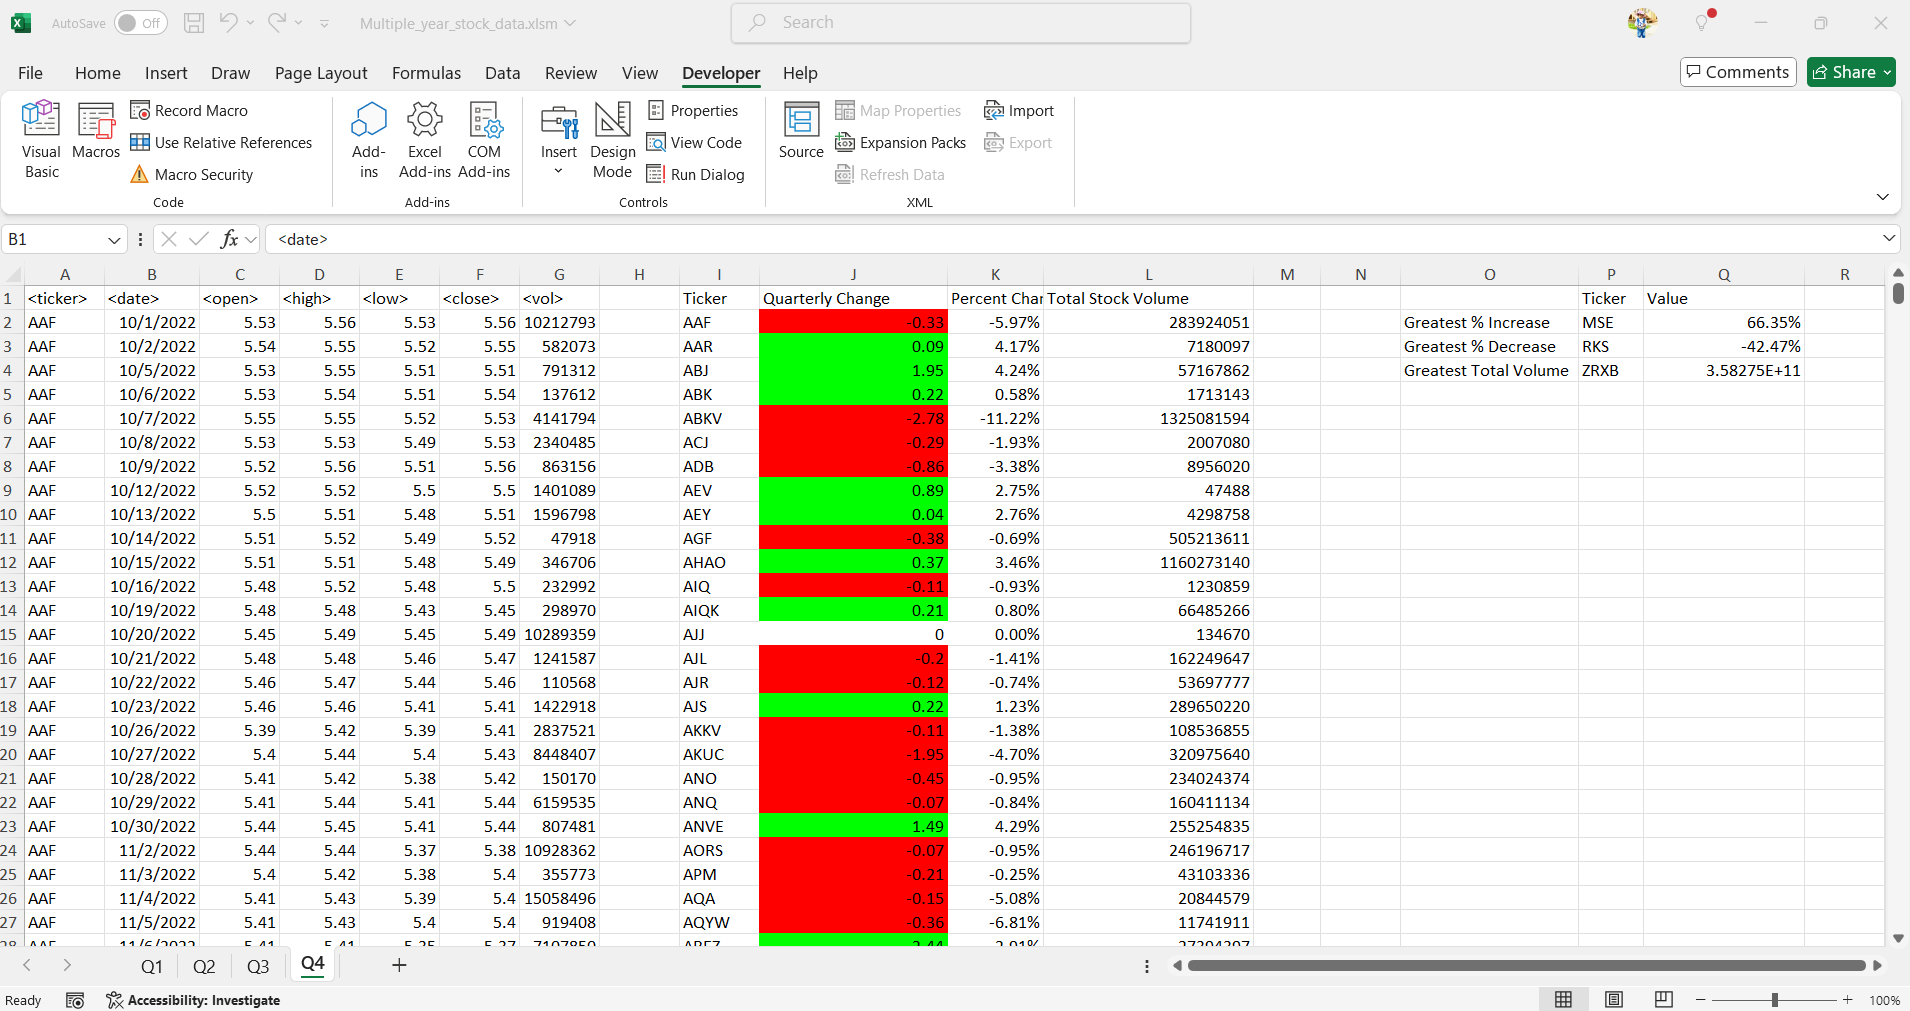 AutoSave Off Multiple_year_stock_data.xlsm Search
File Home Insert Draw Page Layout Formulas Data Review View Developer Help Comments Share
Visual Basic Macros Record Macro Use Relative References Macro Security
Add-ins Excel Add-ins COM Add-ins
Insert Design Mode Properties View Code Run Dialog
Source Map Properties Expansion Packs Refresh Data Import Export
Code Add-ins Controls XML
B1 fx <date>
A B C D E F G H I J K L M N O P Q R
1 <ticker> <date> <open> <high> <low> <close> <vol> Ticker Quarterly Change Percent Char Total Stock Volume Ticker Value
2 AAF 10/1/2022 5.53 5.56 5.53 5.56 10212793 AAF -0.33 -5.97% 283924051 Greatest % Increase MSE 66.35%
3 AAF 10/2/2022 5.54 5.55 5.52 5.55 582073 AAR 0.09 4.17% 7180097 Greatest % Decrease RKS -42.47%
4 AAF 10/5/2022 5.53 5.55 5.51 5.51 791312 ABJ 1.95 4.24% 57167862 Greatest Total Volume ZRXB 3.58275E+11
5 AAF 10/6/2022 5.53 5.54 5.51 5.54 137612 ABK 0.22 0.58% 1713143
6 AAF 10/7/2022 5.55 5.55 5.52 5.53 4141794 ABKV -2.78 -11.22% 1325081594
7 AAF 10/8/2022 5.53 5.53 5.49 5.53 2340485 ACJ -0.29 -1.93% 2007080
8 AAF 10/9/2022 5.52 5.56 5.51 5.56 863156 ADB -0.86 -3.38% 8956020
9 AAF 10/12/2022 5.52 5.52 5.5 5.5 1401089 AEV 0.89 2.75% 47488
10 AAF 10/13/2022 5.5 5.51 5.48 5.51 1596798 AEY 0.04 2.76% 4298758
11 AAF 10/14/2022 5.51 5.52 5.49 5.52 47918 AGF -0.38 -0.69% 505213611
12 AAF 10/15/2022 5.51 5.51 5.48 5.49 346706 AHAO 0.37 3.46% 1160273140
13 AAF 10/16/2022 5.48 5.52 5.48 5.5 232992 AIQ -0.11 -0.93% 1230859
14 AAF 10/19/2022 5.48 5.48 5.43 5.45 298970 AIQK 0.21 0.80% 66485266
15 AAF 10/20/2022 5.45 5.49 5.45 5.49 10289359 AJJ 0 0.00% 134670
16 AAF 10/21/2022 5.48 5.48 5.46 5.47 1241587 AJL -0.2 -1.41% 162249647
17 AAF 10/22/2022 5.46 5.47 5.44 5.46 110568 AJR -0.12 -0.74% 53697777
18 AAF 10/23/2022 5.46 5.46 5.41 5.41 1422918 AJS 0.22 1.23% 289650220
19 AAF 10/26/2022 5.39 5.42 5.39 5.41 2837521 AKKV -0.11 -1.38% 108536855
20 AAF 10/27/2022 5.4 5.44 5.4 5.43 8448407 AKUC -1.95 -4.70% 320975640
21 AAF 10/28/2022 5.41 5.42 5.38 5.42 150170 ANO -0.45 -0.95% 234024374
22 AAF 10/29/2022 5.41 5.44 5.41 5.44 6159535 ANQ -0.07 -0.84% 160411134
23 AAF 10/30/2022 5.44 5.45 5.41 5.44 807481 ANVE 1.49 4.29% 255254835
24 AAF 11/2/2022 5.44 5.44 5.37 5.38 10928362 AORS -0.07 -0.95% 246196717
25 AAF 11/3/2022 5.4 5.42 5.38 5.4 355773 APM -0.21 -0.25% 43103336
26 AAF 11/4/2022 5.41 5.43 5.39 5.4 15058496 AQA -0.15 -5.08% 20844579
27 AAF 11/5/2022 5.41 5.43 5.4 5.4 919408 AQYW -0.36 -6.81% 11741911
28 AAF 11/6/2022 5.41 5.41
Q1 Q2 Q3 Q4
Ready Accessibility: Investigate 100%